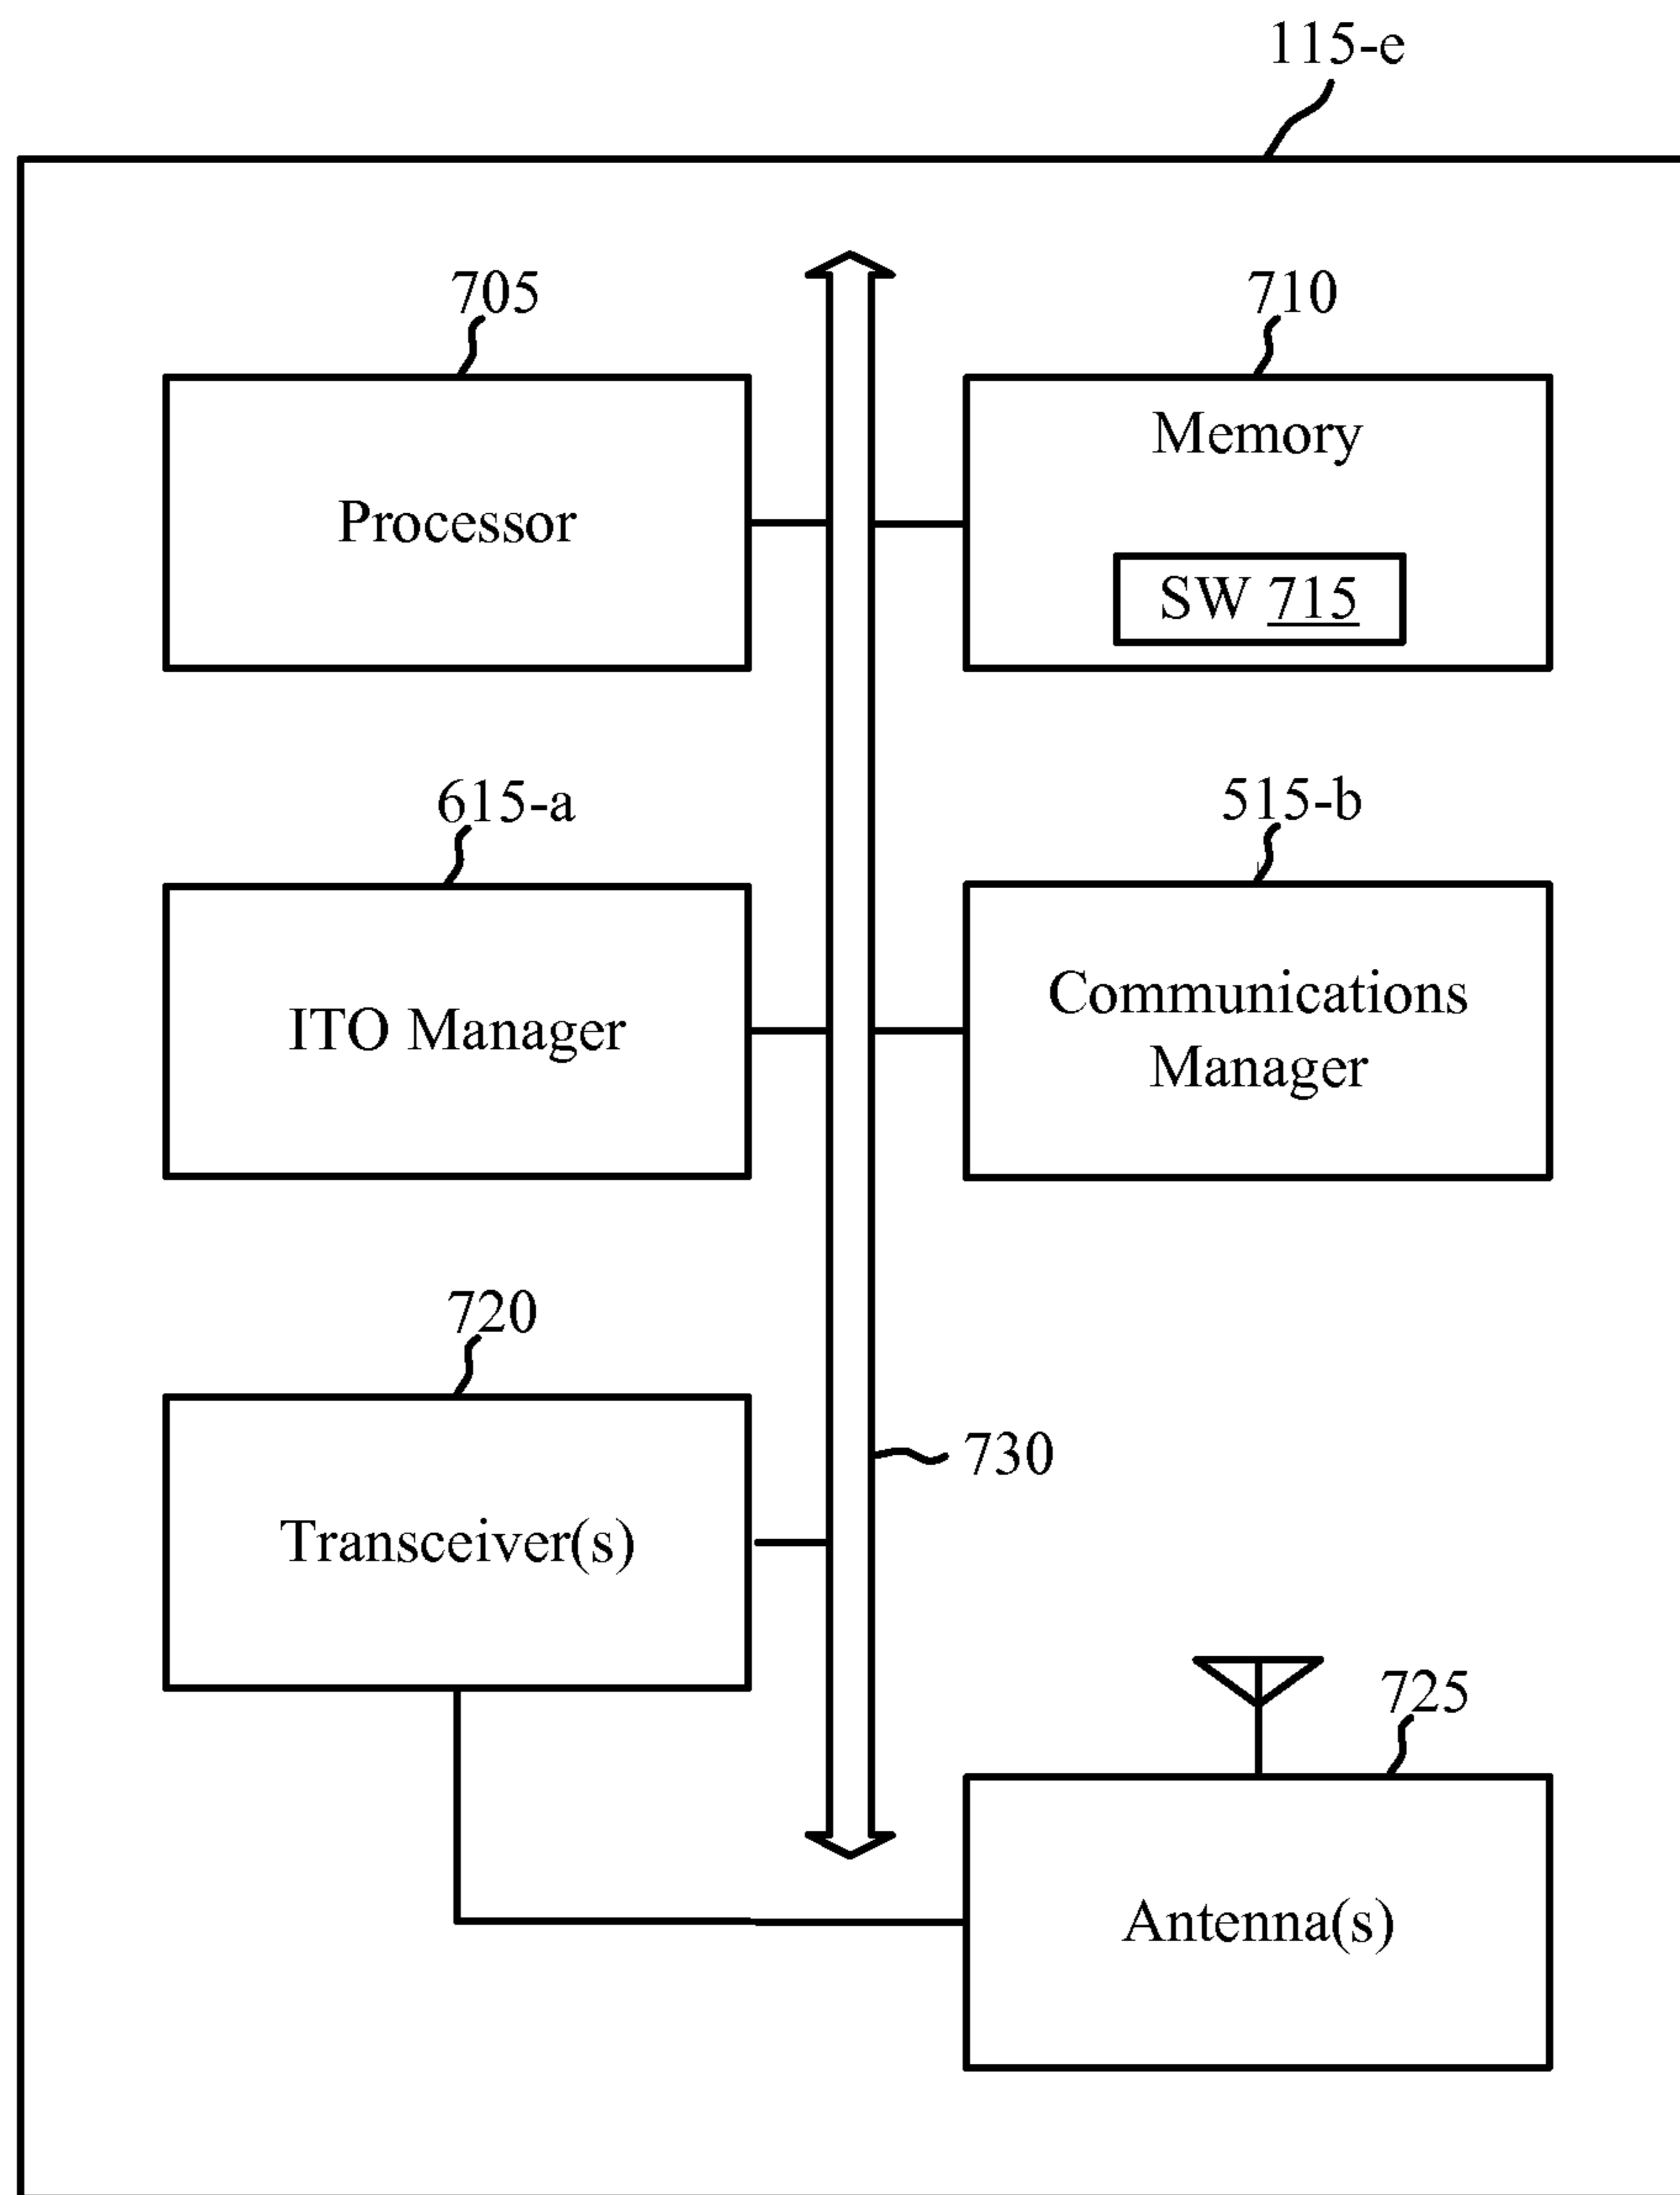 115-e
705
710
Processor
Memory
SW 715
615-a
515-b
ITO Manager
Communications
Manager
720
730
Transceiver(s)
725
Antenna(s)